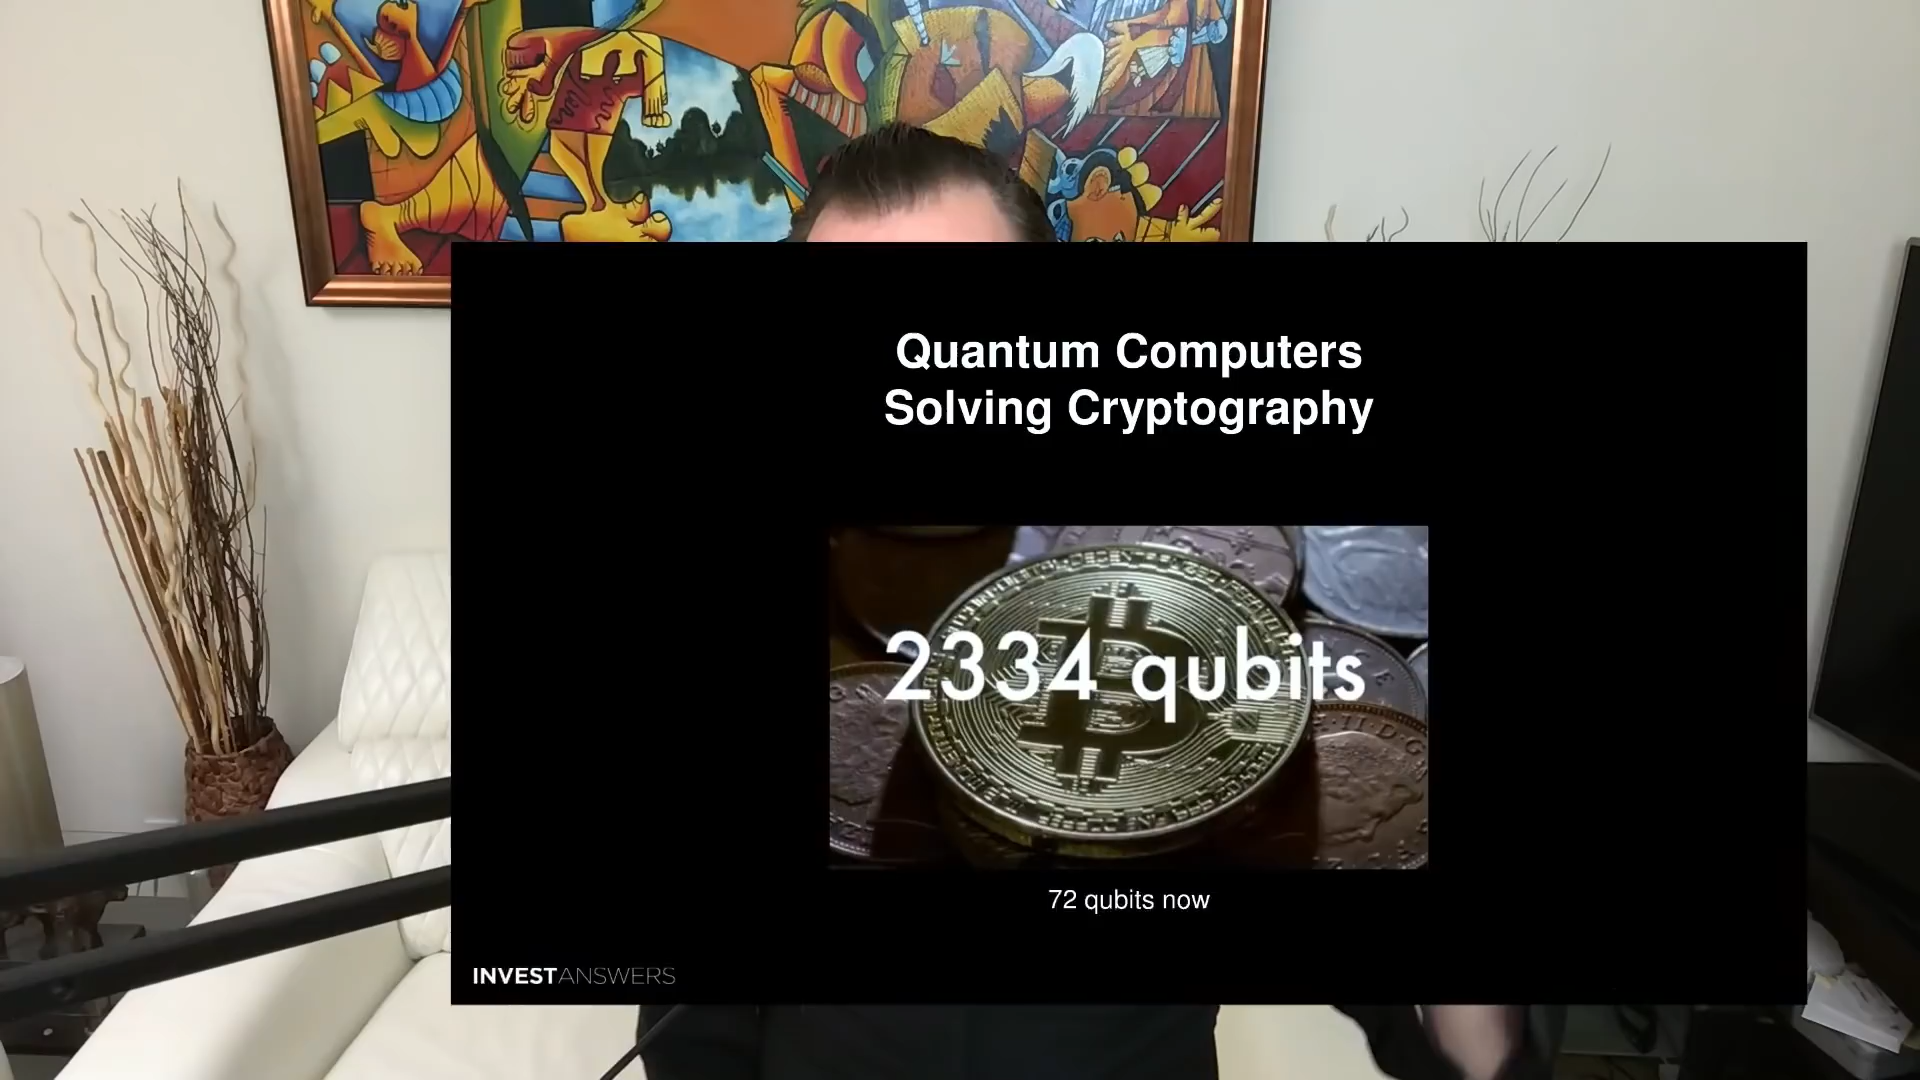 Quantum Computers
Solving Cryptography
2334 qubits
72 qubits now
INVESTANSWERS